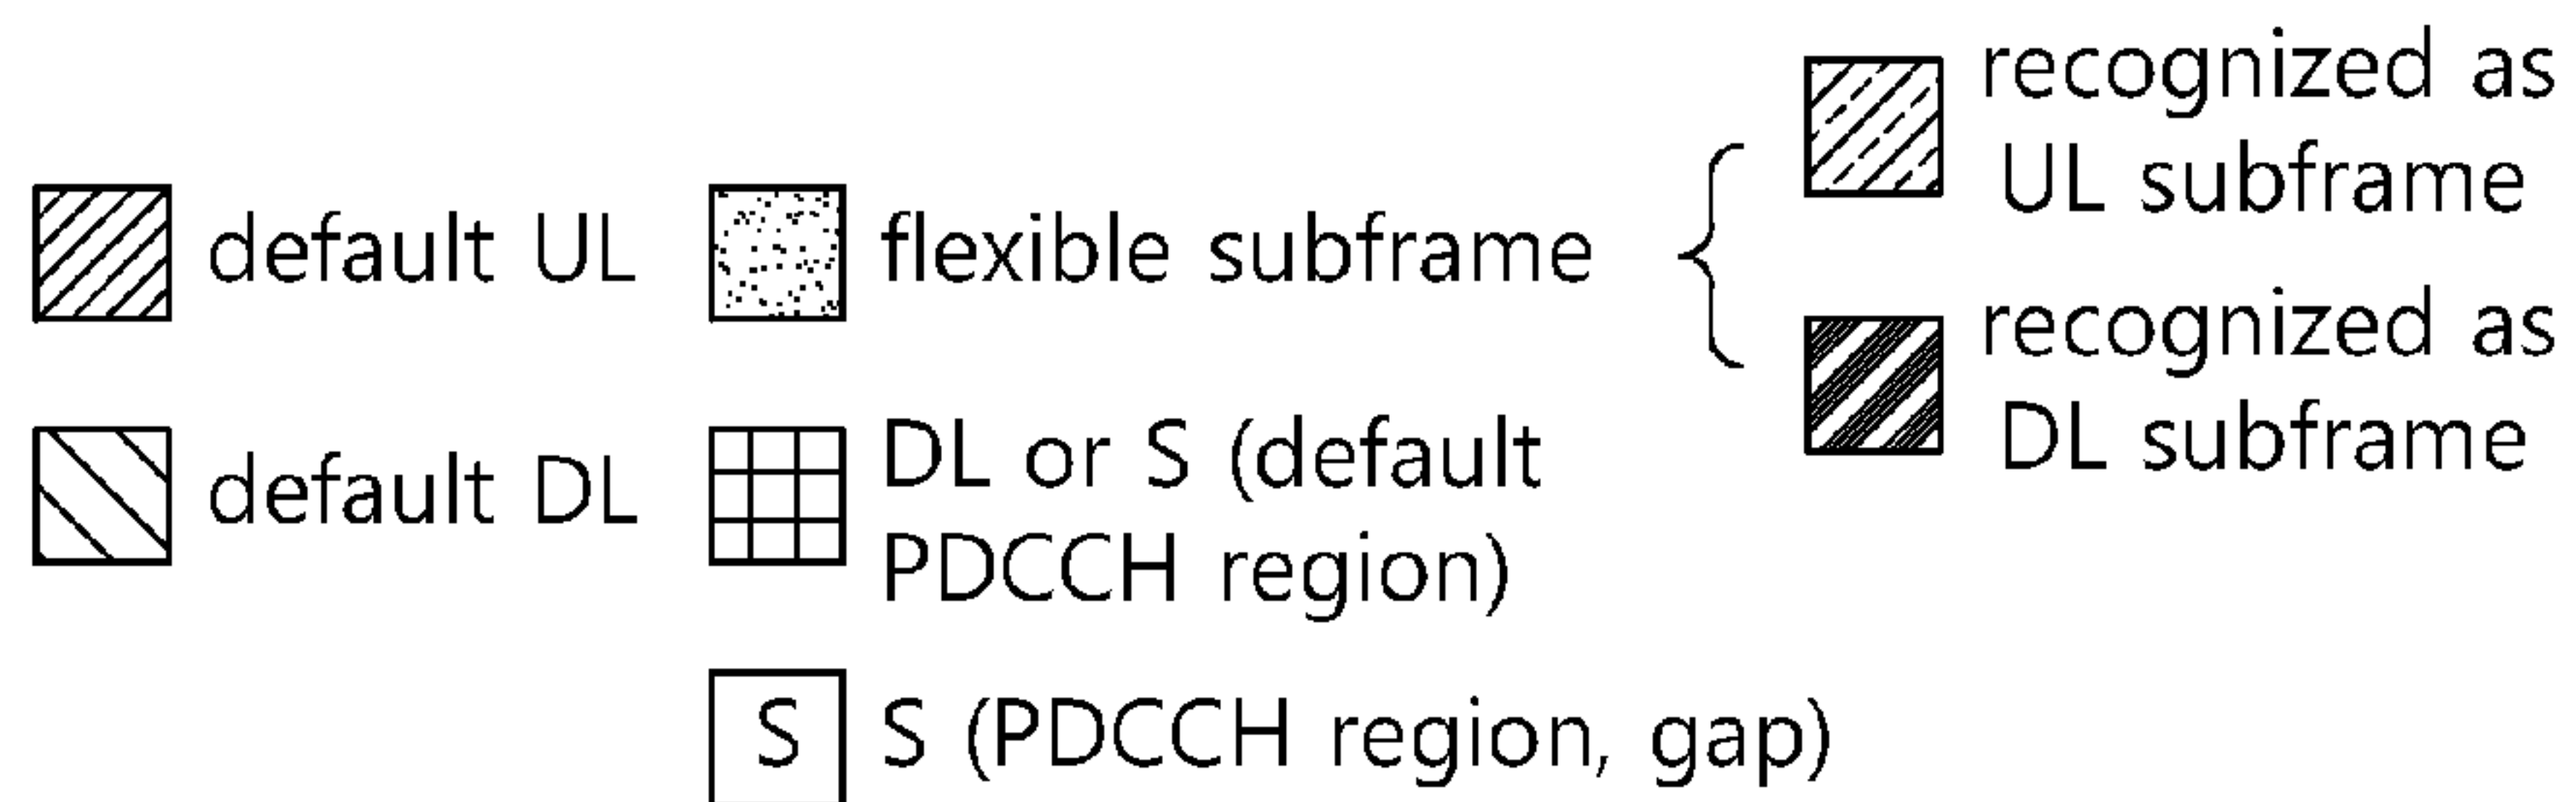 default UL
default DL
flexible subframe
DL or S (default
PDCCH region)
S
S (PDCCH region, gap)
recognized as
UL subframe
recognized as
DL subframe